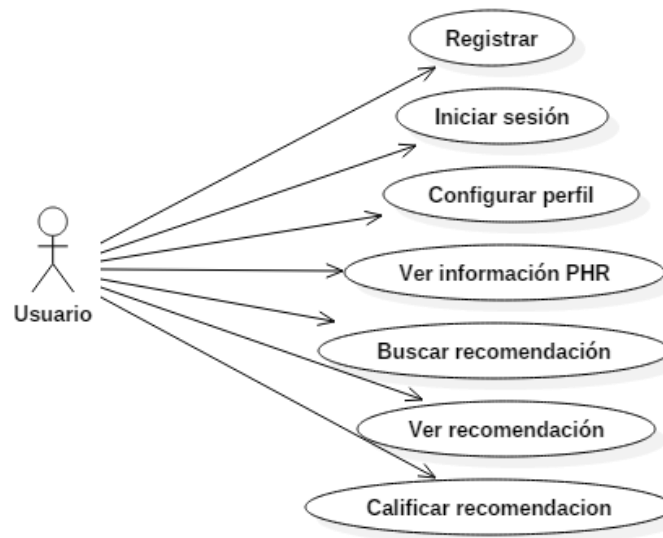 Registrar
Iniciar sesión
Configurar perfil
Ver información PHR
Usuario
Buscar recomendación
Ver recomendación
Calificar recomendacion